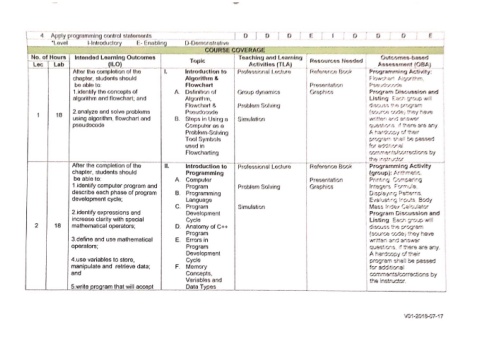 4 Apply programming control statements D D D E I D D D E
*Level I-Introductory E- Enabling D-Demonstrative
COURSE COVERAGE
No. of Hours
Lec Lab
Intended Learning Outcomes
(ILO)
Topic
Teaching and Learning
Activities (TLA)
Resources Needed
Outcomes-based
Assessment (OBA)
1
18
After the completion of the
chapter, students should
be able to:
1.identify the concepts of
algorithm and flowchart; and
2.analyze and solve problems
using algorithm, flowchart and
pseudocode
I. Introduction to
Algorithm &
Flowchart
A. Definition of
Algorithm,
Flowchart &
Pseudocode
B. Steps in Using a
Computer as a
Problem-Solving
Tool Symbols
used in
Flowcharting
Professional Lecture
Group dynamics
Problem Solving
Simulation
Reference Book
Presentation
Graphics
Programming Activity:
Flowchart, Algorithm,
Pseudocode
Program Discussion and
Listing: Each group will
discuss the program
(source code) they have
written and answer
questions, if there are any.
A hardcopy of their
program shall be passed
for additional
comments/corrections by
the instructor
2
18
After the completion of the
chapter, students should
be able to:
1.identify computer program and
describe each phase of program
development cycle;
2.identify expressions and
increase clarity with special
mathematical operators;
3.define and use mathematical
operators;
4.use variables to store,
manipulate and retrieve data;
and
5.write program that will accept
II. Introduction to
Programming
A. Computer
Program
B. Programming
Language
C. Program
Development
Cycle
D. Anatomy of C++
Program
E. Errors in
Program
Development
Cycle
F. Memory
Concepts,
Variables and
Data Types
Professional Lecture
Problem Solving
Simulation
Reference Book
Presentation
Graphics
Programming Activity
(group): Arithmetic,
Printing, Comparing
Integers, Formula,
Displaying Patterns,
Evaluating Inputs, Body
Mass Index Calculator
Program Discussion and
Listing: Each group will
discuss the program
(source code) they have
written and answer
questions, if there are any.
A hardcopy of their
program shall be passed
for additional
comments/corrections by
the instructor.
V01-2015-07-17